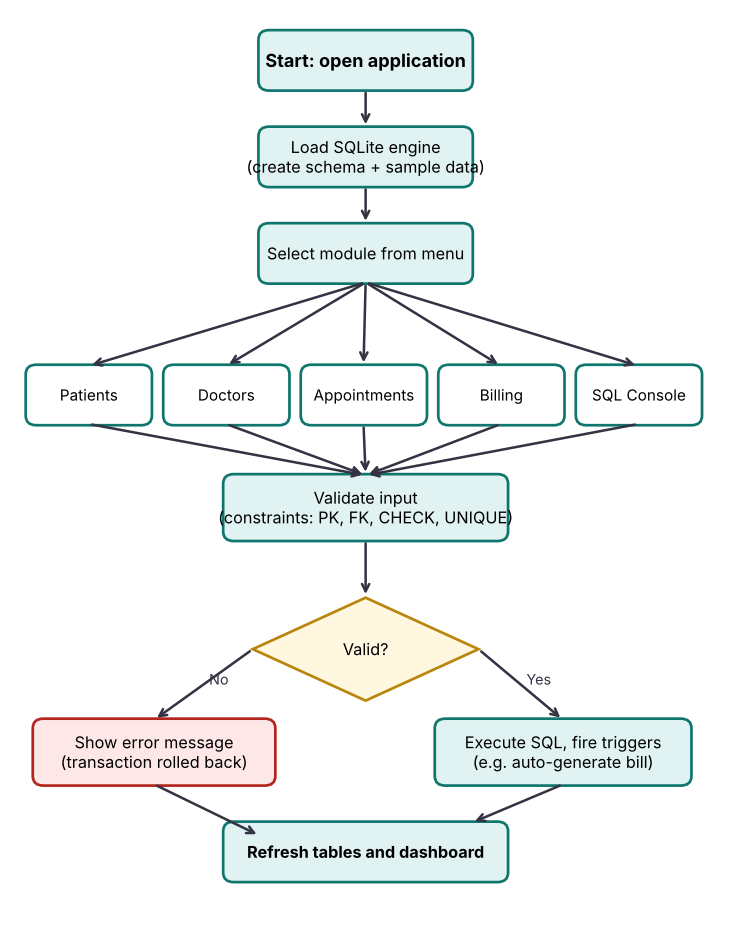 Start: open application
Load SQLite engine
(create schema + sample data)
Select module from menu
Patients
Doctors
Appointments
Billing
SQL Console
Validate input
(constraints: PK, FK, CHECK, UNIQUE)
Valid?
No
Yes
Show error message
(transaction rolled back)
Execute SQL, fire triggers
(e.g. auto-generate bill)
Refresh tables and dashboard